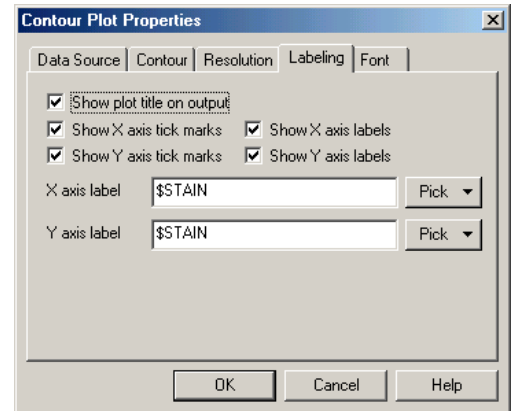 Contour Plot Properties
Data Source Contour Resolution Labeling Font
Show plot title on output
Show X axis tick marks Show X axis labels
Show Y axis tick marks Show Y axis labels
X axis label $STAIN Pick
Y axis label $STAIN Pick
OK Cancel Help